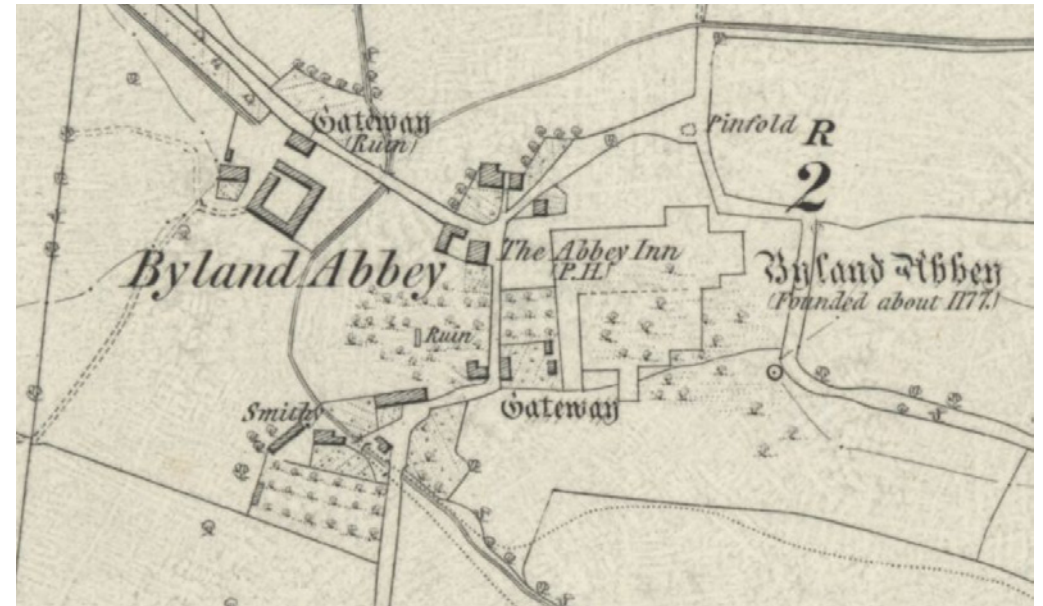 Gateway
(Ruin)
Pinfold
R
2
The Abbey Inn
(P.H.)
Byland Abbey
Byland Abbey
(Founded about 1177.)
Ruin
Gateway
Smithy